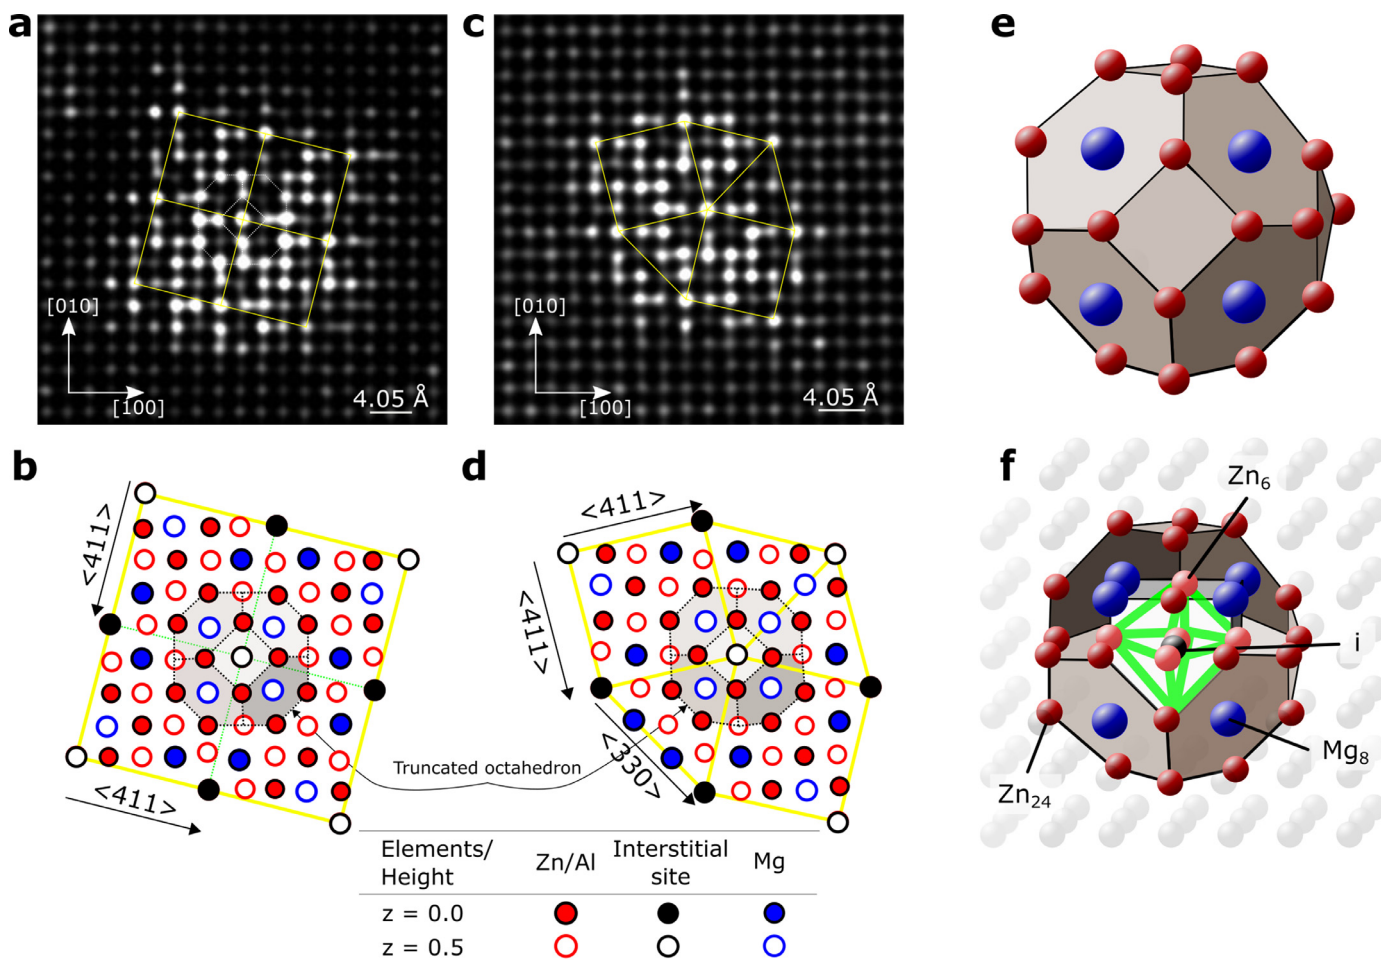 a
c
e
[010]
[100]
4.05 Å
[010]
[100]
4.05 Å
b
d
f
<411>
<411>
<411>
<411>
<330>
Truncated octahedron
Zn6
i
Mg8
Zn24
Elements/ Height
Zn/Al
Interstitial site
Mg
z = 0.0
z = 0.5